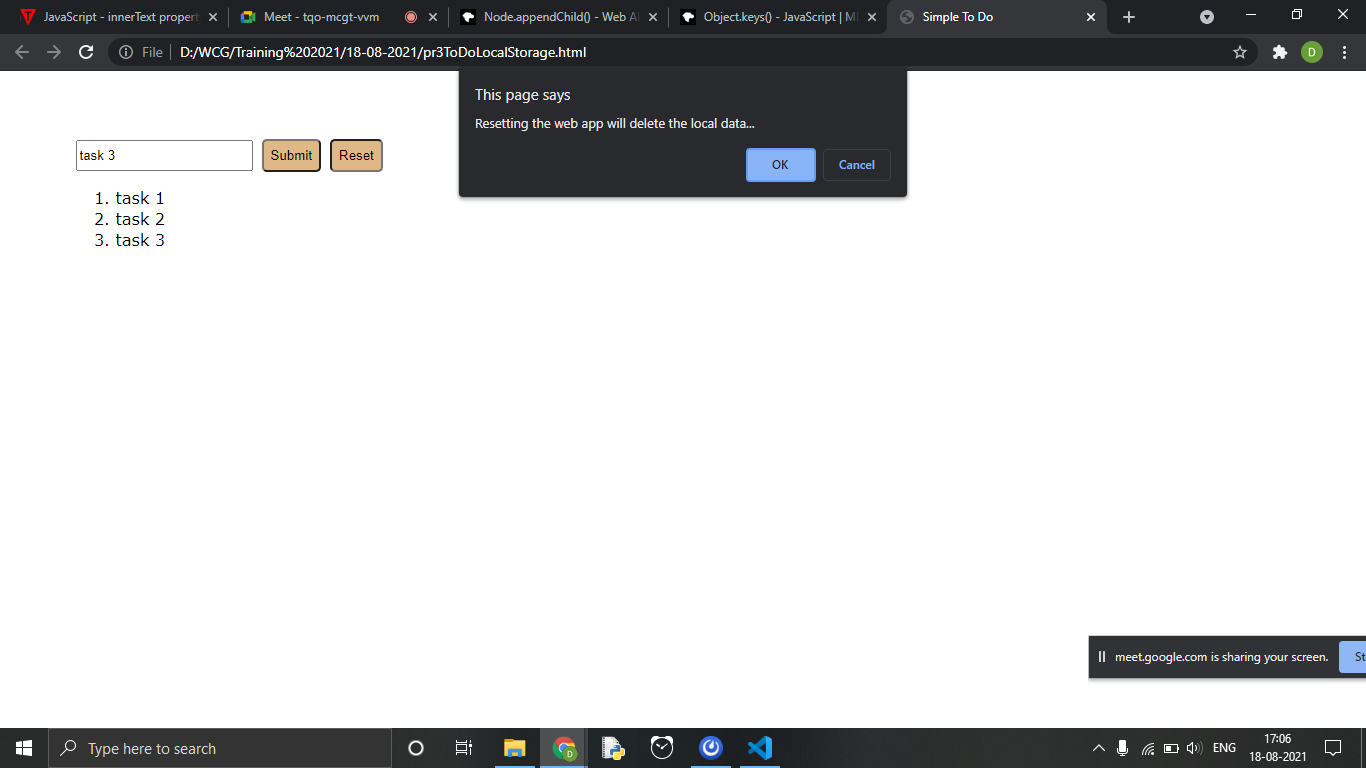 JavaScript - innerText propert
Meet - tqo-mcgt-vvm
Node.appendChild() - Web A
Object.keys() - JavaScript | M
Simple To Do
File
D:/WCG/Training%202021/18-08-2021/pr3ToDoLocalStorage.html
D
This page says
Resetting the web app will delete the local data...
OK Cancel
task 3 Submit Reset
1. task 1
2. task 2
3. task 3
meet.google.com is sharing your screen. St
Type here to search
D
ENG
17:06
18-08-2021